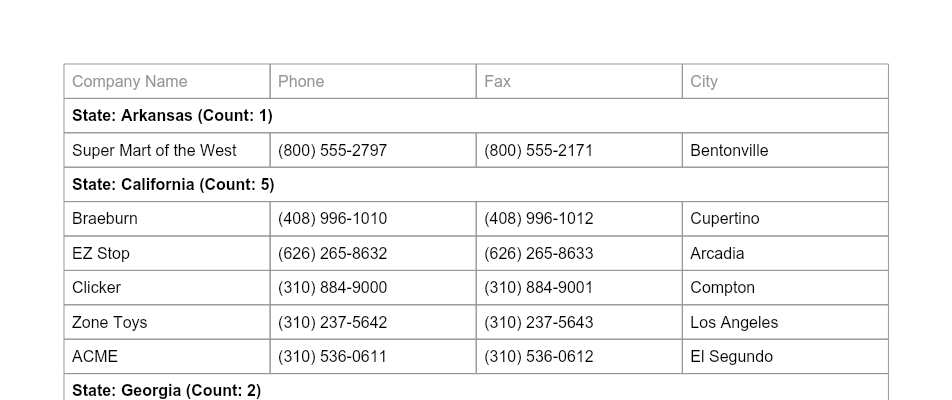 Company Name Phone Fax City
State: Arkansas (Count: 1)
Super Mart of the West (800) 555-2797 (800) 555-2171 Bentonville
State: California (Count: 5)
Braeburn (408) 996-1010 (408) 996-1012 Cupertino
EZ Stop (626) 265-8632 (626) 265-8633 Arcadia
Clicker (310) 884-9000 (310) 884-9001 Compton
Zone Toys (310) 237-5642 (310) 237-5643 Los Angeles
ACME (310) 536-0611 (310) 536-0612 El Segundo
State: Georgia (Count: 2)